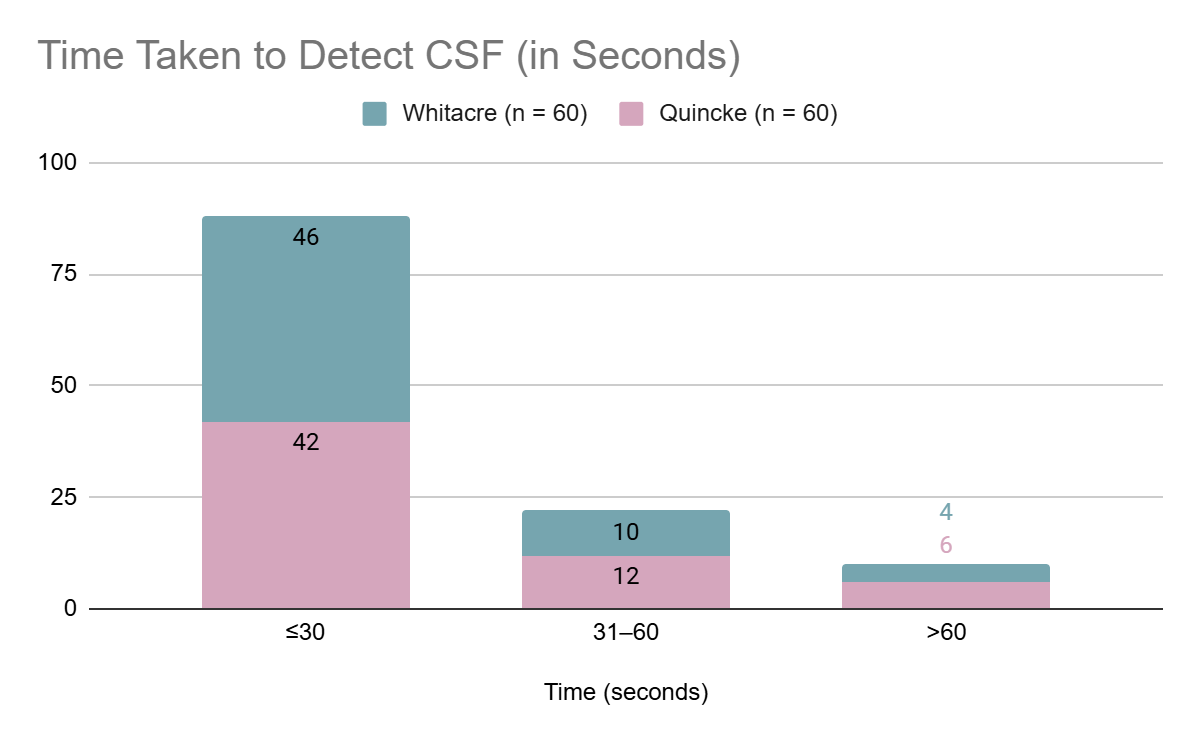 Time Taken to Detect CSF (in Seconds)
Whitacre (n = 60) Quincke (n = 60)
100
75
50
25
0
46
42
10
12
4
6
≤30 31–60 >60
Time (seconds)